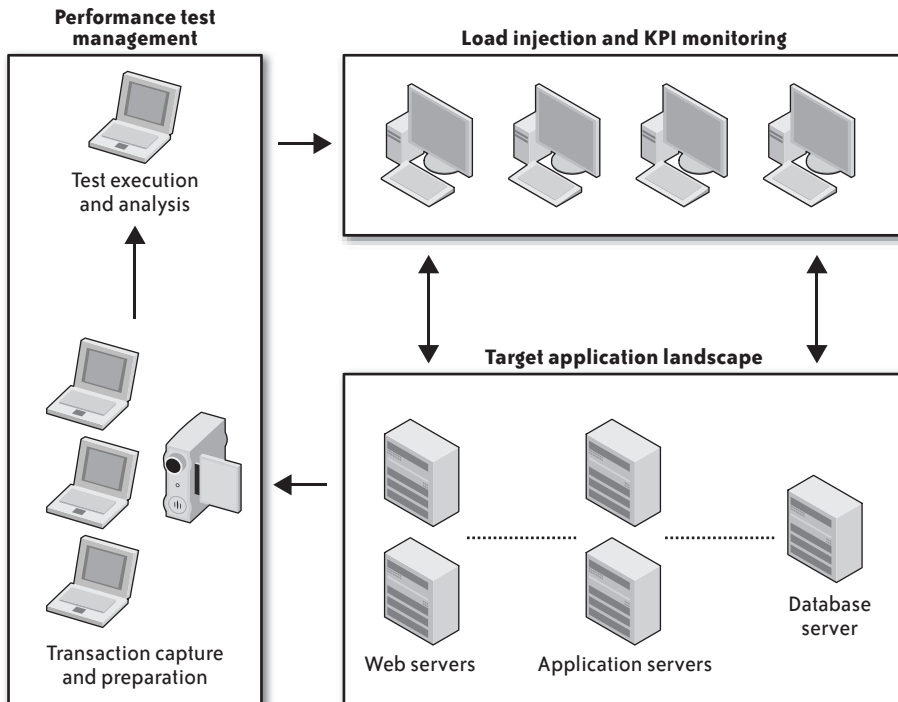 Performance test
management
Test execution
and analysis
Transaction capture
and preparation
Load injection and KPI monitoring
Target application landscape
Web servers
Application servers
Database
server